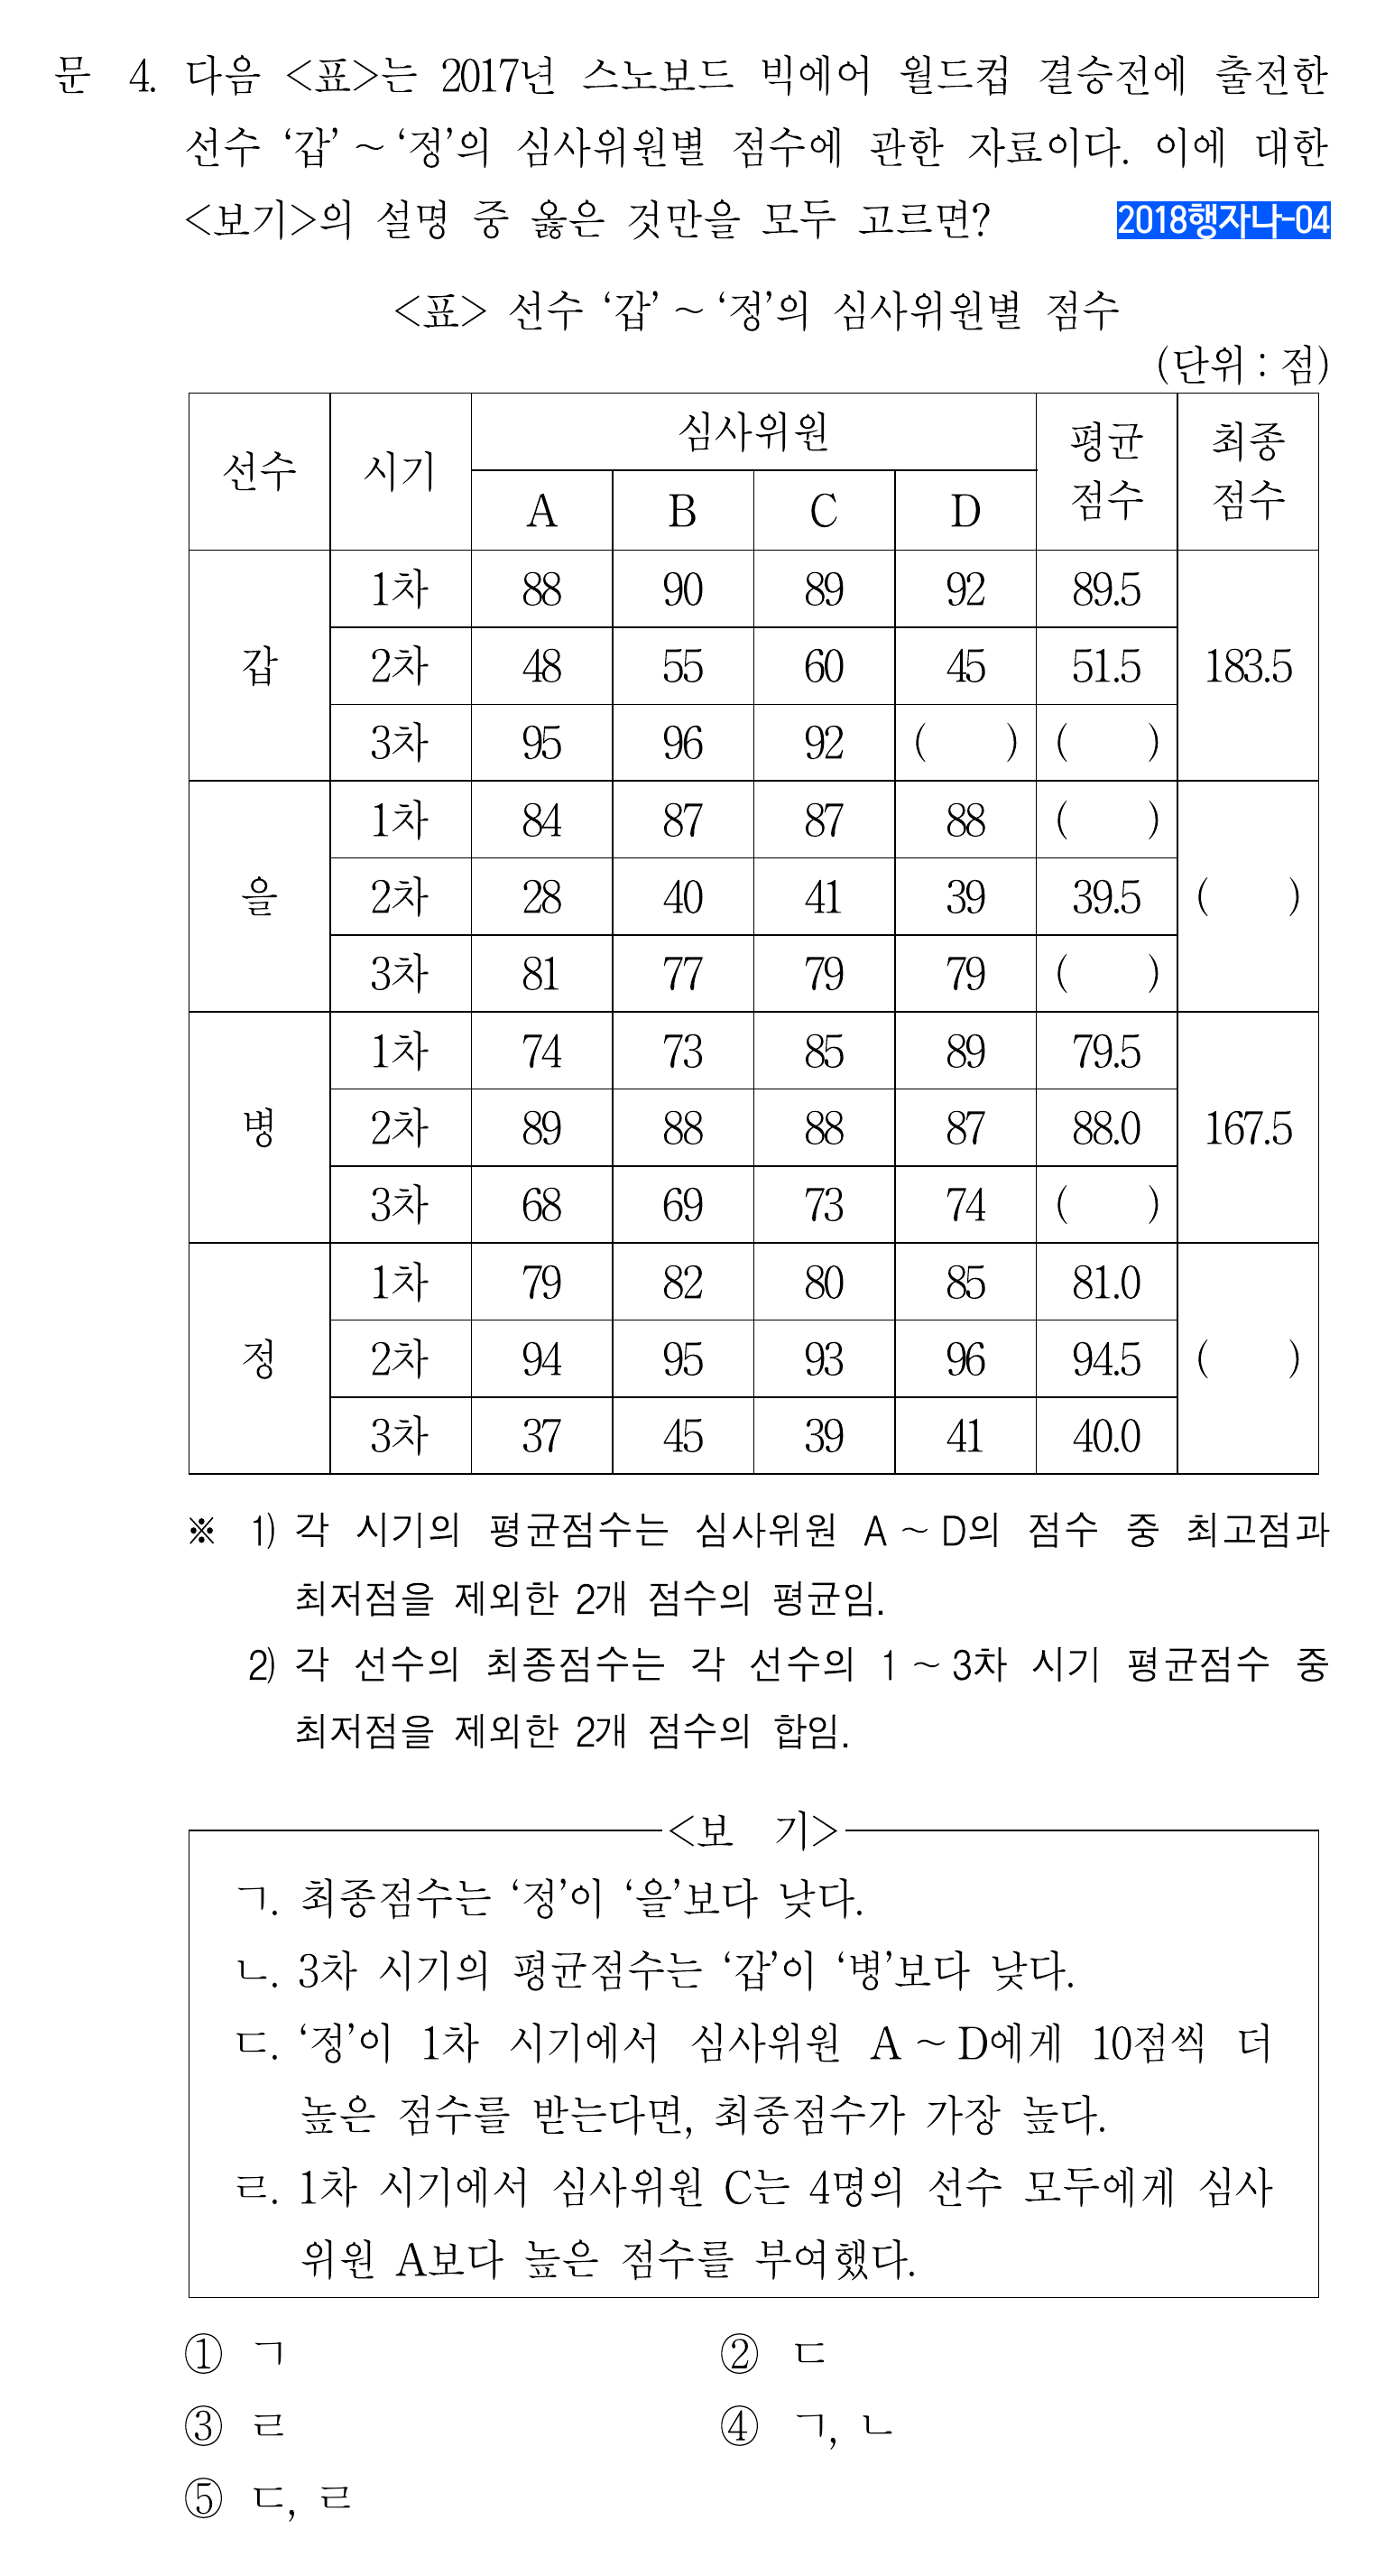 문 4. 다음 <표>는 2017년 스노보드 빅에어 월드컵 결승전에 출전한
선수 ‘갑’ ~ ‘정’의 심사위원별 점수에 관한 자료이다. 이에 대한
<보기>의 설명 중 옳은 것만을 모두 고르면? 2018행자나-04
<표> 선수 ‘갑’ ~ ‘정’의 심사위원별 점수
(단위 : 점)
선수 시기 심사위원 평균 점수 최종 점수
A B C D
갑 1차 88 90 89 92 89.5 183.5
2차 48 55 60 45 51.5
3차 95 96 92 ( ) ( )
을 1차 84 87 87 88 ( ) ( )
2차 28 40 41 39 39.5
3차 81 77 79 79 ( )
병 1차 74 73 85 89 79.5 167.5
2차 89 88 88 87 88.0
3차 68 69 73 74 ( )
정 1차 79 82 80 85 81.0 ( )
2차 94 95 93 96 94.5
3차 37 45 39 41 40.0
※ 1) 각 시기의 평균점수는 심사위원 A ~ D의 점수 중 최고점과
최저점을 제외한 2개 점수의 평균임.
2) 각 선수의 최종점수는 각 선수의 1 ~ 3차 시기 평균점수 중
최저점을 제외한 2개 점수의 합임.
<보 기>
ㄱ. 최종점수는 ‘정’이 ‘을’보다 낮다.
ㄴ. 3차 시기의 평균점수는 ‘갑’이 ‘병’보다 낮다.
ㄷ. ‘정’이 1차 시기에서 심사위원 A ~ D에게 10점씩 더
높은 점수를 받는다면, 최종점수가 가장 높다.
ㄹ. 1차 시기에서 심사위원 C는 4명의 선수 모두에게 심사
위원 A보다 높은 점수를 부여했다.
① ㄱ ② ㄷ
③ ㄹ ④ ㄱ, ㄴ
⑤ ㄷ, ㄹ